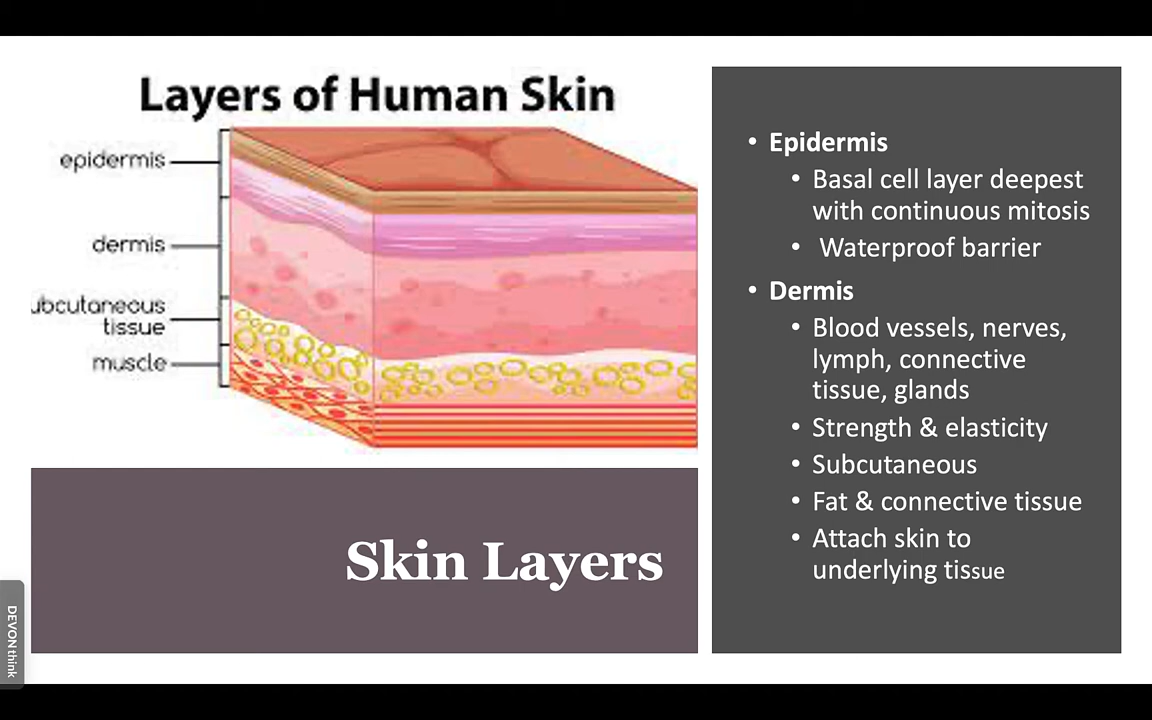 Layers of Human Skin
epidermis
dermis
ubcutaneous
tissue
muscle
Skin Layers
• Epidermis
• Basal cell layer deepest
with continuous mitosis
• Waterproof barrier
• Dermis
• Blood vessels, nerves,
lymph, connective
tissue, glands
• Strength & elasticity
• Subcutaneous
• Fat & connective tissue
• Attach skin to
underlying tissue
DEVONthink